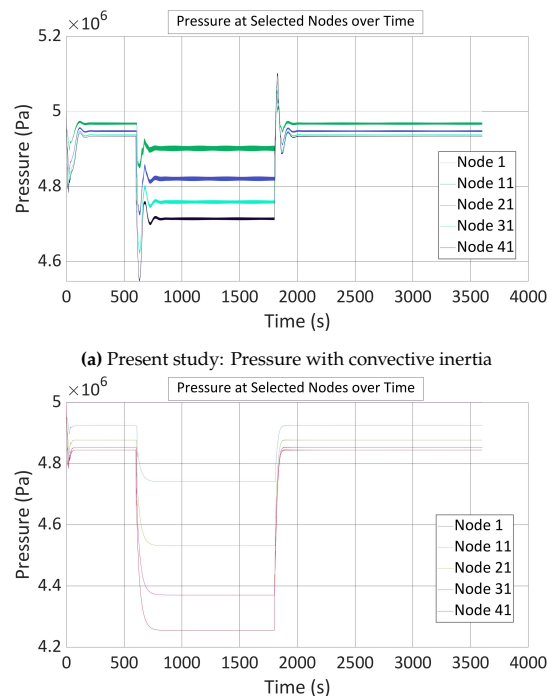 ×10⁶
Pressure at Selected Nodes over Time
5.2
5
4.8
4.6
Pressure (Pa)
Node 1
Node 11
Node 21
Node 31
Node 41
0 500 1000 1500 2000 2500 3000 3500 4000
Time (s)
(a) Present study: Pressure with convective inertia
×10⁶
Pressure at Selected Nodes over Time
5
4.8
4.6
4.4
4.2
Pressure (Pa)
Node 1
Node 11
Node 21
Node 31
Node 41
0 500 1000 1500 2000 2500 3000 3500 4000
Time (s)